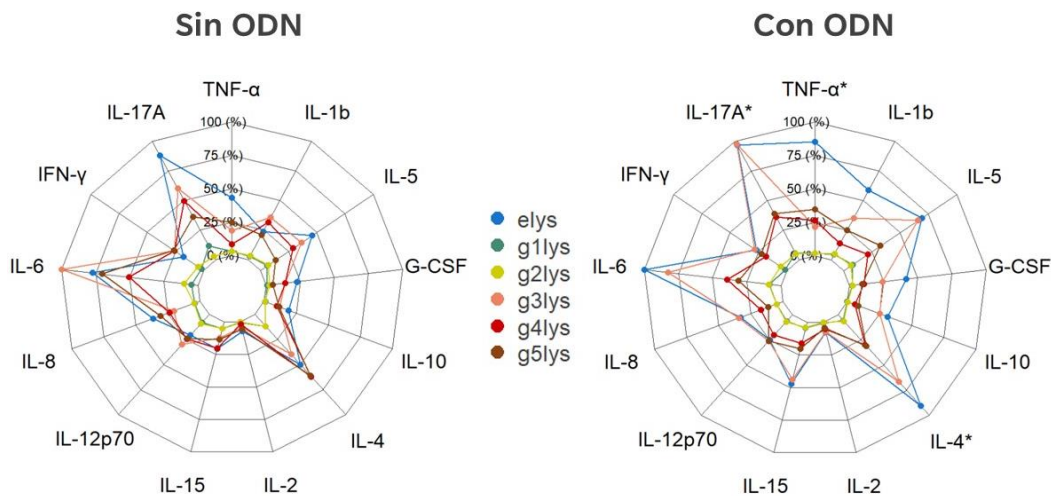 Sin ODN
TNF-α
IL-17A
IL-1b
100 (%)
75 (%)
50 (%)
25 (%)
0 (%)
IFN-γ
IL-5
IL-6
G-CSF
IL-8
IL-10
IL-12p70
IL-4
IL-15
IL-2
elys
g1lys
g2lys
g3lys
g4lys
g5lys
Con ODN
TNF-α*
IL-17A*
IL-1b
100 (%)
75 (%)
50 (%)
25 (%)
0 (%)
IFN-γ
IL-5
IL-6
G-CSF
IL-8
IL-10
IL-12p70
IL-4*
IL-15
IL-2